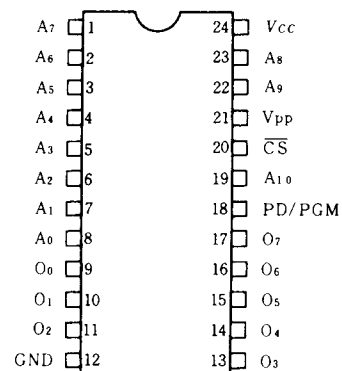 A7 1 24 Vcc
A6 2 23 A8
A5 3 22 A9
A4 4 21 Vpp
A3 5 20 C̅S̅
A2 6 19 A10
A1 7 18 PD/PGM
A0 8 17 O7
O0 9 16 O6
O1 10 15 O5
O2 11 14 O4
GND 12 13 O3